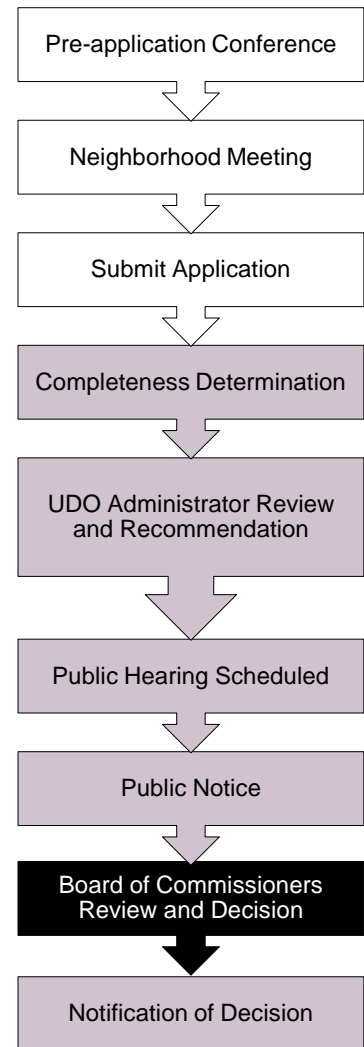 Pre-application Conference
Neighborhood Meeting
Submit Application
Completeness Determination
UDO Administrator Review
and Recommendation
Public Hearing Scheduled
Public Notice
Board of Commissioners
Review and Decision
Notification of Decision